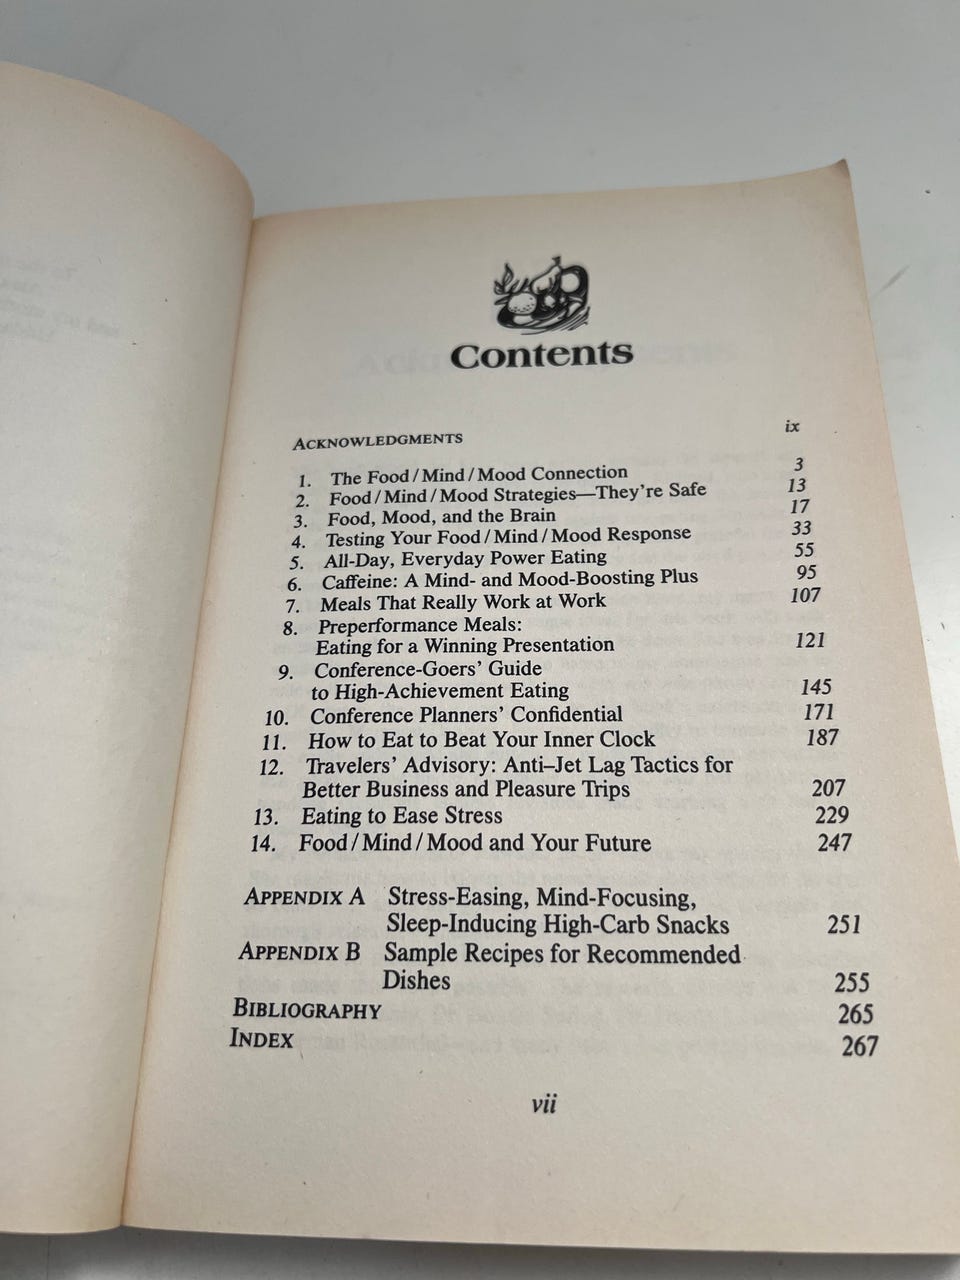 Contents
ACKNOWLEDGMENTS ix
1. The Food/Mind/Mood Connection 3
2. Food/Mind/Mood Strategies—They're Safe 13
3. Food, Mood, and the Brain 17
4. Testing Your Food/Mind/Mood Response 33
5. All-Day, Everyday Power Eating 55
6. Caffeine: A Mind- and Mood-Boosting Plus 95
7. Meals That Really Work at Work 107
8. Preperformance Meals:
Eating for a Winning Presentation 121
9. Conference-Goers' Guide
to High-Achievement Eating 145
10. Conference Planners' Confidential 171
11. How to Eat to Beat Your Inner Clock 187
12. Travelers' Advisory: Anti–Jet Lag Tactics for
Better Business and Pleasure Trips 207
13. Eating to Ease Stress 229
14. Food/Mind/Mood and Your Future 247
APPENDIX A Stress-Easing, Mind-Focusing,
Sleep-Inducing High-Carb Snacks 251
APPENDIX B Sample Recipes for Recommended
Dishes 255
BIBLIOGRAPHY 265
INDEX 267
vii